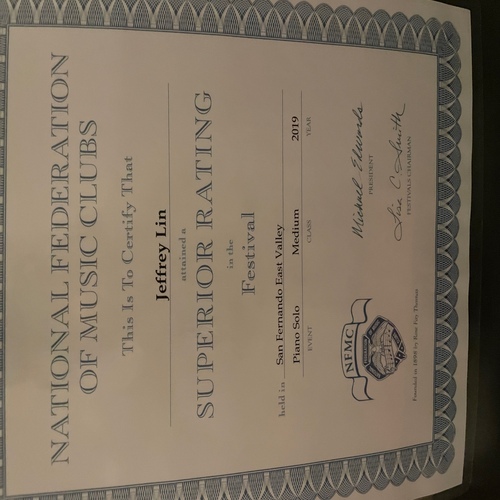 NATIONAL FEDERATION
OF MUSIC CLUBS
This Is To Certify That
Jeffrey Lin
attained a
SUPERIOR RATING
in the
Festival
held in San Fernando East Valley
Piano Solo Medium 2019
EVENT CLASS YEAR
NFMC
Michael Edwards
PRESIDENT
Lisa C Smith
FESTIVALS CHAIRMAN
Founded in 1898 by Rose Fay Thomas